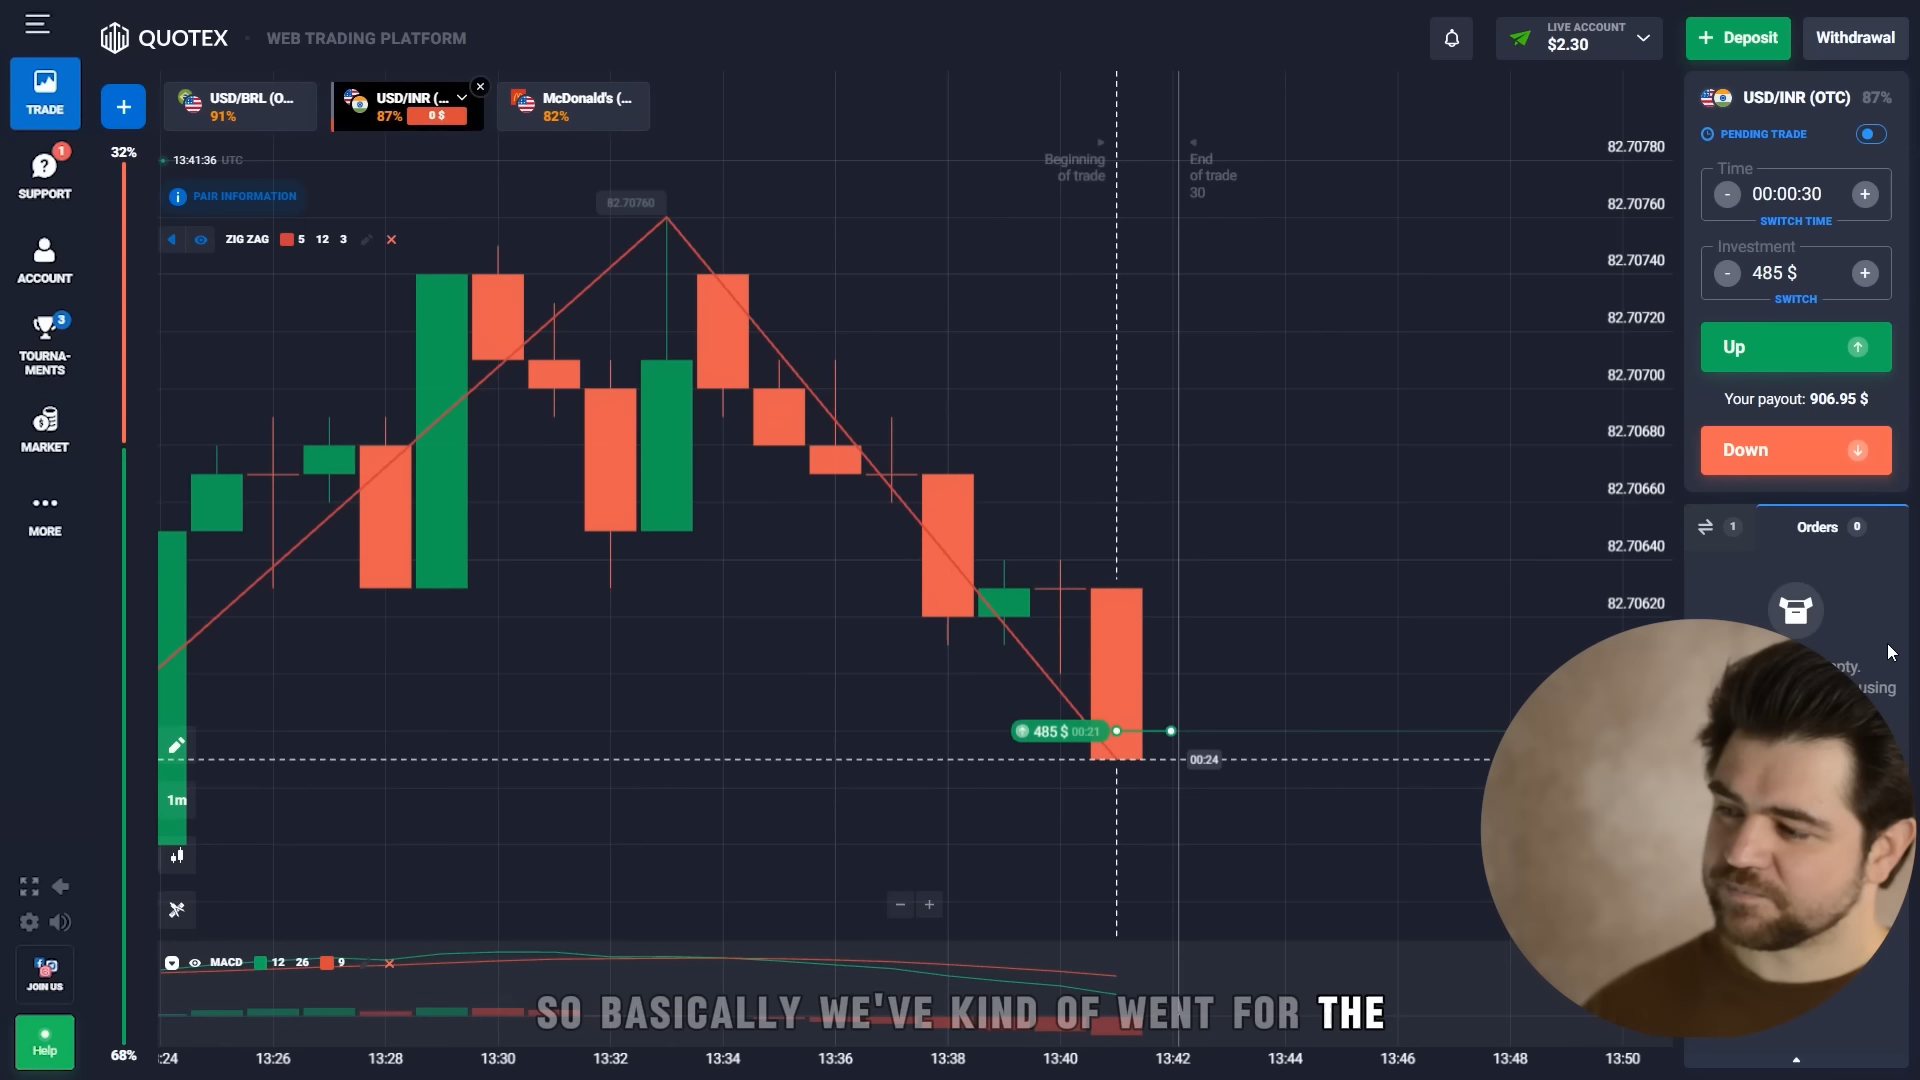 QUOTEX
WEB TRADING PLATFORM
LIVE ACCOUNT
$2.30
+ Deposit
Withdrawal
TRADE
1
SUPPORT
ACCOUNT
3
TOURNA-
MENTS
MARKET
MORE
JOIN US
Help
+
32%
68%
USD/BRL (O...
91%
USD/INR (...
87%
0 $
McDonald's (...
82%
13:41:36 UTC
PAIR INFORMATION
ZIG ZAG 5 12 3
82.70760
Beginning
of trade
End
of trade
30
82.70780
82.70760
82.70740
82.70720
82.70700
82.70680
82.70660
82.70640
82.70620
485 $ 00:21
00:24
1m
MACD 12 26 9
SO BASICALLY WE'VE KIND OF WENT FOR THE
:24
13:26
13:28
13:30
13:32
13:34
13:36
13:38
13:40
13:42
13:44
13:46
13:48
13:50
USD/INR (OTC) 87%
PENDING TRADE
Time
- 00:00:30 +
SWITCH TIME
Investment
- 485 $ +
SWITCH
Up
Your payout: 906.95 $
Down
1
Orders 0
pty.
using